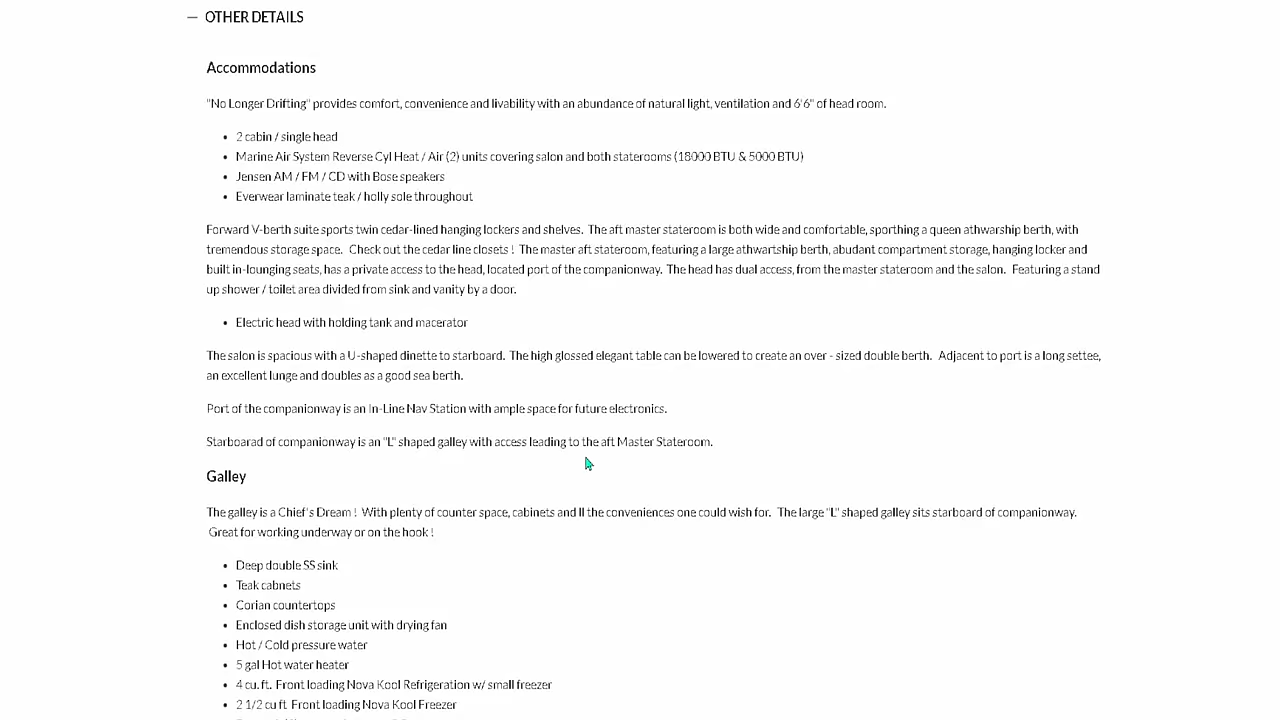 — OTHER DETAILS
Accommodations
"No Longer Drifting" provides comfort, convenience and livability with an abundance of natural light, ventilation and 6'6" of head room.
• 2 cabin / single head
• Marine Air System Reverse Cyl Heat / Air (2) units covering salon and both staterooms (18000 BTU & 5000 BTU)
• Jensen AM / FM / CD with Bose speakers
• Everwear laminate teak / holly sole throughout
Forward V-berth suite sports twin cedar-lined hanging lockers and shelves. The aft master stateroom is both wide and comfortable, sporthing a queen athwarship berth, with
tremendous storage space. Check out the cedar line closets ! The master aft stateroom, featuring a large athwartship berth, abudant compartment storage, hanging locker and
built in-lounging seats, has a private access to the head, located port of the companionway. The head has dual access, from the master stateroom and the salon. Featuring a stand
up shower / toilet area divided from sink and vanity by a door.
• Electric head with holding tank and macerator
The salon is spacious with a U-shaped dinette to starboard. The high glossed elegant table can be lowered to create an over - sized double berth. Adjacent to port is a long settee,
an excellent lunge and doubles as a good sea berth.
Port of the companionway is an In-Line Nav Station with ample space for future electronics.
Starboarad of companionway is an "L" shaped galley with access leading to the aft Master Stateroom.
Galley
The galley is a Chief's Dream ! With plenty of counter space, cabinets and ll the conveniences one could wish for. The large "L" shaped galley sits starboard of companionway.
Great for working underway or on the hook !
• Deep double SS sink
• Teak cabnets
• Corian countertops
• Enclosed dish storage unit with drying fan
• Hot / Cold pressure water
• 5 gal Hot water heater
• 4 cu. ft. Front loading Nova Kool Refrigeration w/ small freezer
• 2 1/2 cu ft Front loading Nova Kool Freezer